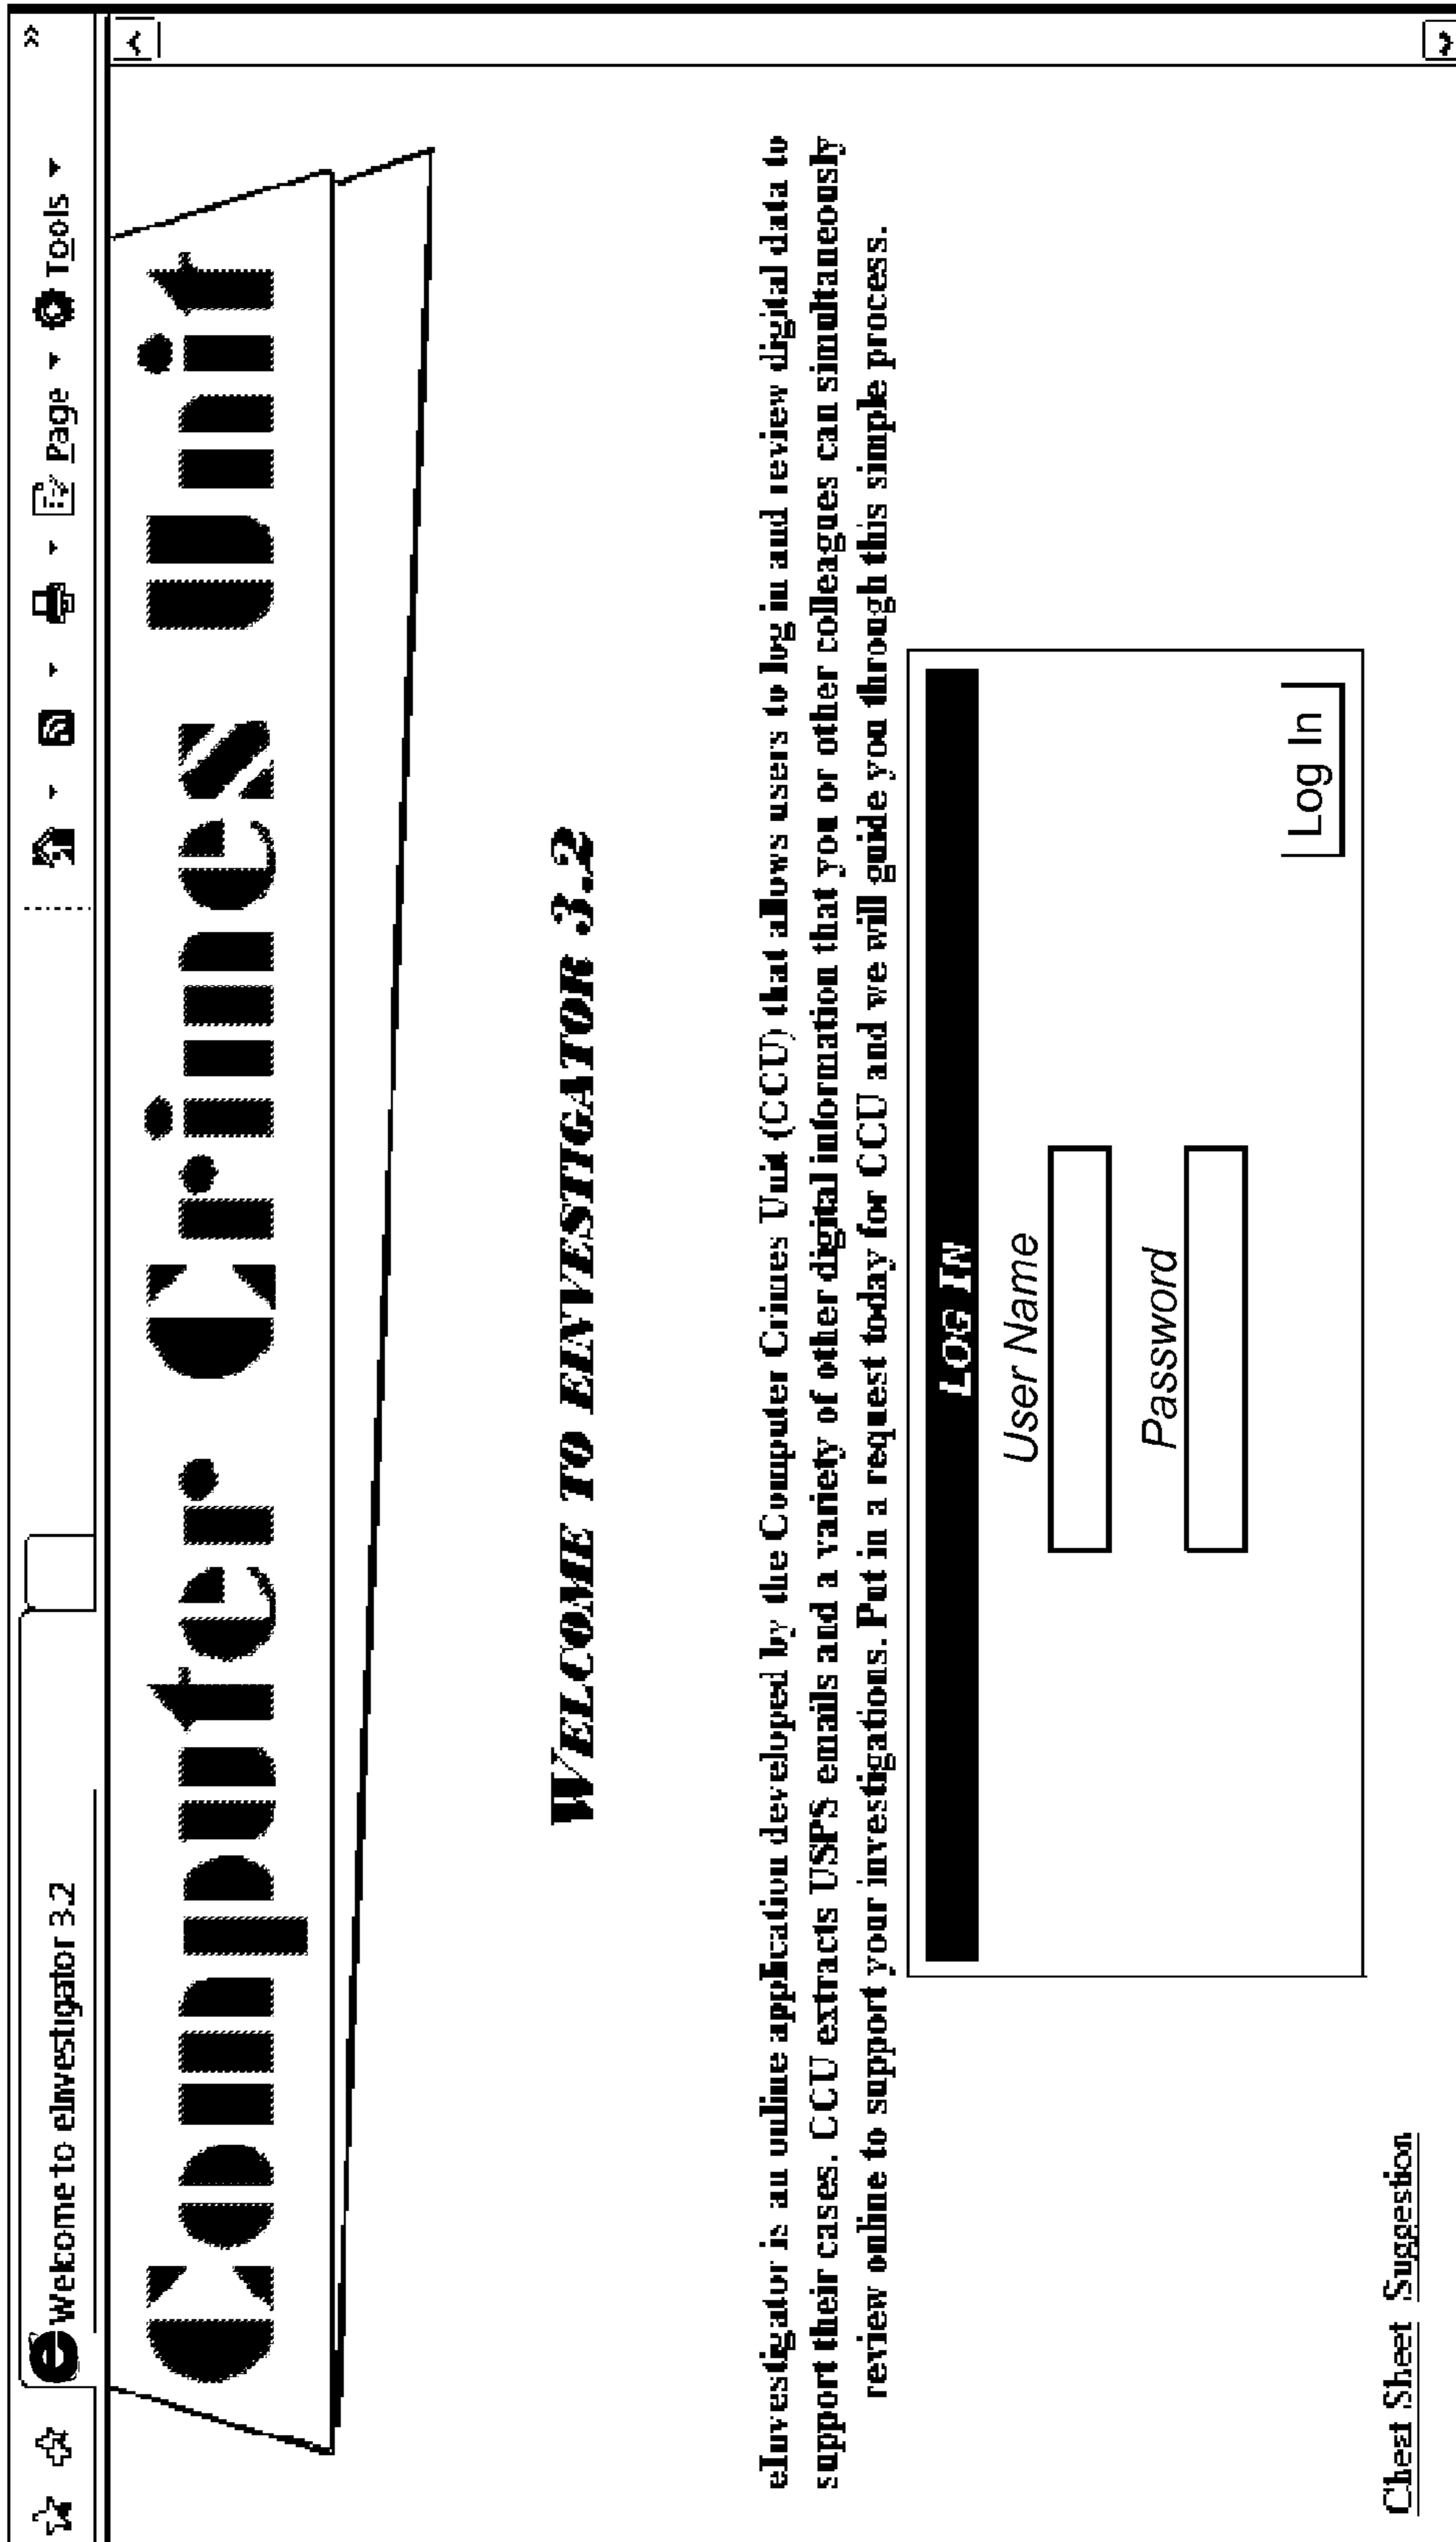 Welcome to eInvestigator 3.2
Page Tools
Computer Crimes Unit
WELCOME TO EINVESTIGATOR 3.2
eInvestigator is an online application developed by the Computer Crimes Unit (CCU) that allows users to log in and review digital data to
support their cases. CCU extracts USPS emails and a variety of other digital information that you or other colleagues can simultaneously
review online to support your investigations. Put in a request today for CCU and we will guide you through this simple process.
LOG IN
User Name
Password
Log In
Cheat Sheet Suggestion